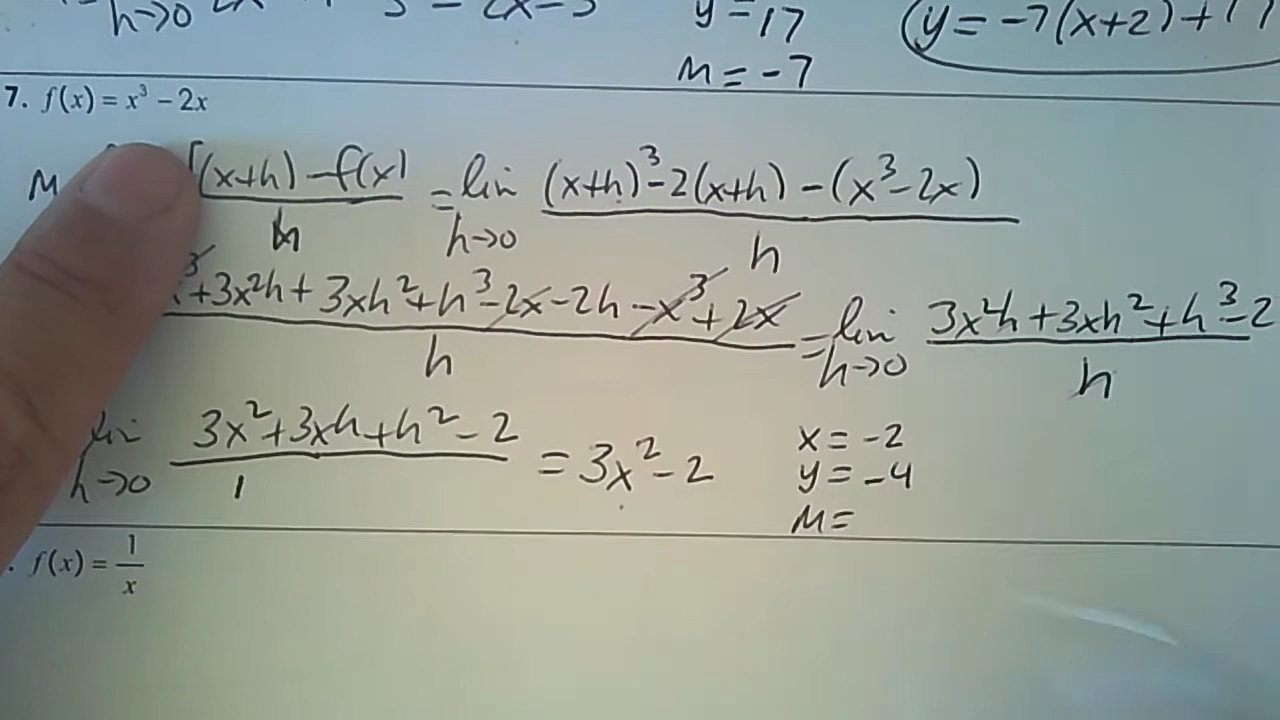 h→0
y = 17
y = -7(x+2)+17
m = -7
7. f(x) = x³ - 2x
M f(x+h) - f(x) / h = lim h→0 (x+h)³ - 2(x+h) - (x³ - 2x) / h
x³ + 3x²h + 3xh² + h³ - 2x - 2h - x³ + 2x / h = lim h→0 3x²h + 3xh² + h³ - 2 / h
lim h→0 3x² + 3xh + h² - 2 / 1 = 3x² - 2
x = -2
y = -4
M =
. f(x) = 1/x